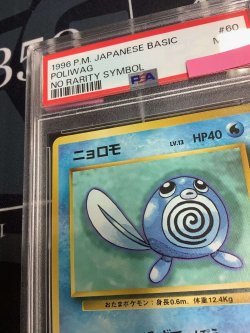 1996 P.M. JAPANESE BASIC #60
POLIWAG
NO RARITY SYMBOL PSA
ニョロモ LV.13 HP40
おたまポケモン:身長0.6m、体重12.4Kg